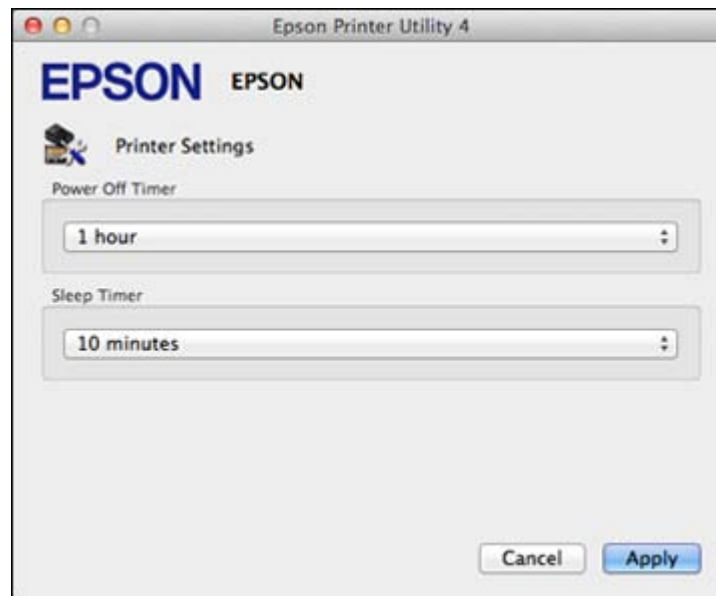 Epson Printer Utility 4
EPSON EPSON
Printer Settings
Power Off Timer
1 hour
Sleep Timer
10 minutes
Cancel Apply